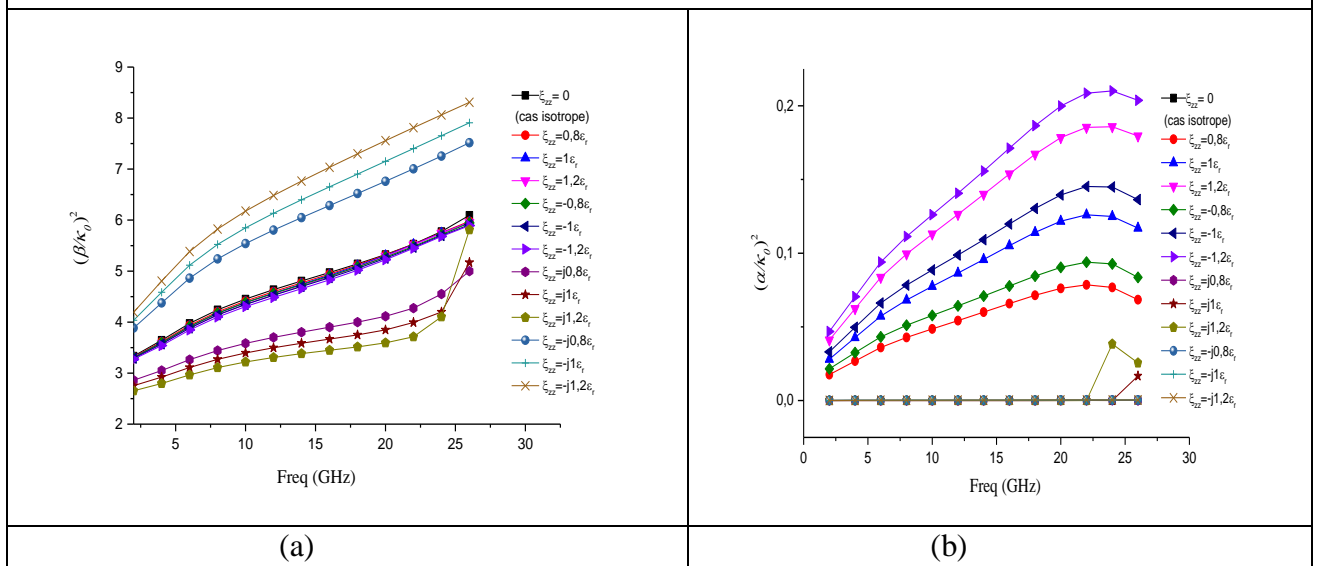 9
8
7
6
5
4
3
2
5
10
15
20
25
30
(β/κ₀)²
Freq (GHz)
ξzz= 0
(cas isotrope)
ξzz=0,8εr
ξzz=1εr
ξzz=1,2εr
ξzz=-0,8εr
ξzz=-1εr
ξzz=-1,2εr
ξzz=j0,8εr
ξzz=j1εr
ξzz=j1,2εr
ξzz=-j0,8εr
ξzz=-j1εr
ξzz=-j1,2εr
(a)
0,2
0,1
0,0
0
5
10
15
20
25
30
(α/κ₀)²
Freq (GHz)
ξzz= 0
(cas isotrope)
ξzz=0,8εr
ξzz=1εr
ξzz=1,2εr
ξzz=-0,8εr
ξzz=-1εr
ξzz=-1,2εr
ξzz=j0,8εr
ξzz=j1εr
ξzz=j1,2εr
ξzz=-j0,8εr
ξzz=-j1εr
ξzz=-j1,2εr
(b)